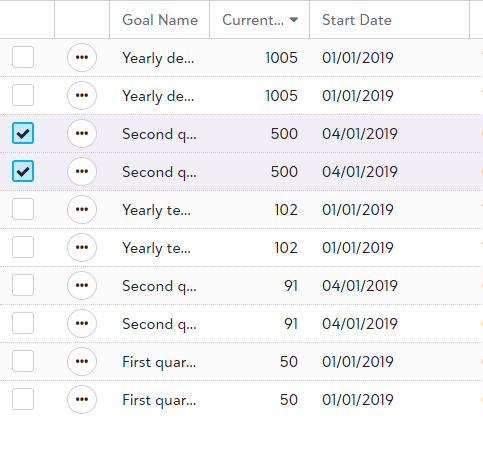 Goal Name Current... Start Date
Yearly de... 1005 01/01/2019
Yearly de... 1005 01/01/2019
Second q... 500 04/01/2019
Second q... 500 04/01/2019
Yearly te... 102 01/01/2019
Yearly te... 102 01/01/2019
Second q... 91 04/01/2019
Second q... 91 04/01/2019
First quar... 50 01/01/2019
First quar... 50 01/01/2019